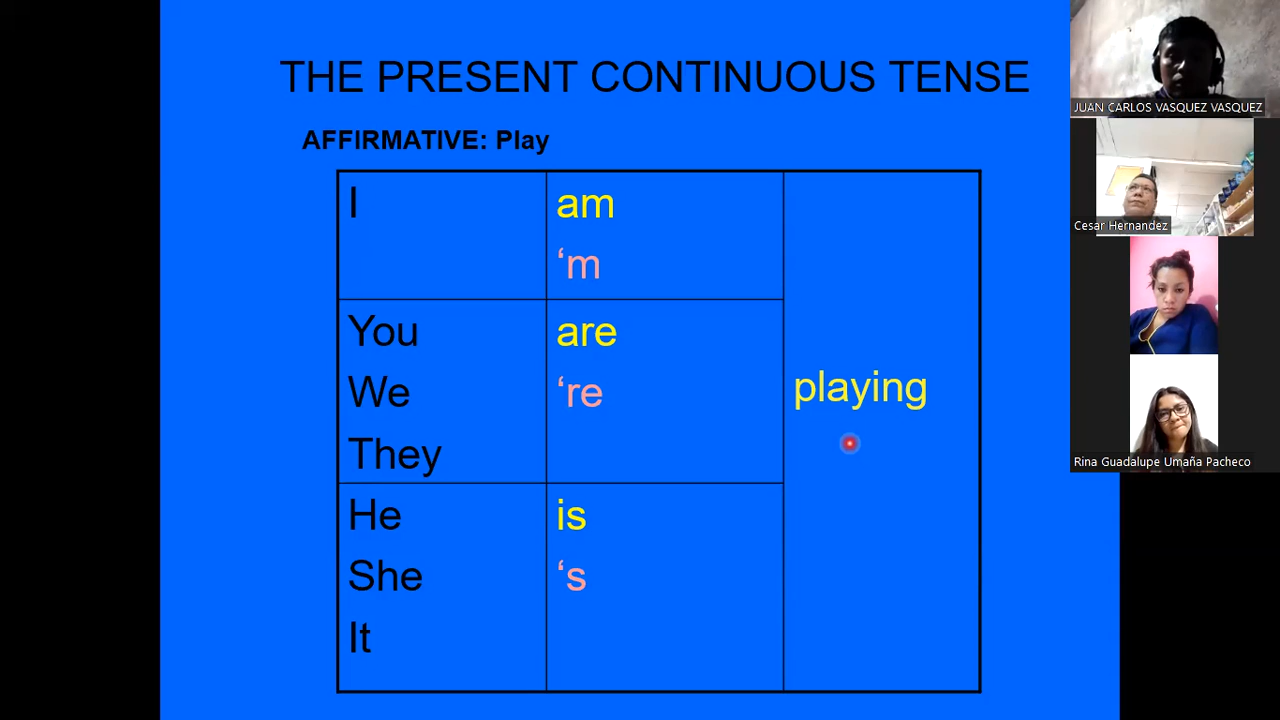 THE PRESENT CONTINUOUS TENSE
AFFIRMATIVE: Play
I
am
‘m
You
We
They
are
‘re
He
She
It
is
‘s
playing
JUAN CARLOS VASQUEZ VASQUEZ
Cesar Hernandez
Rina Guadalupe Umaña Pacheco